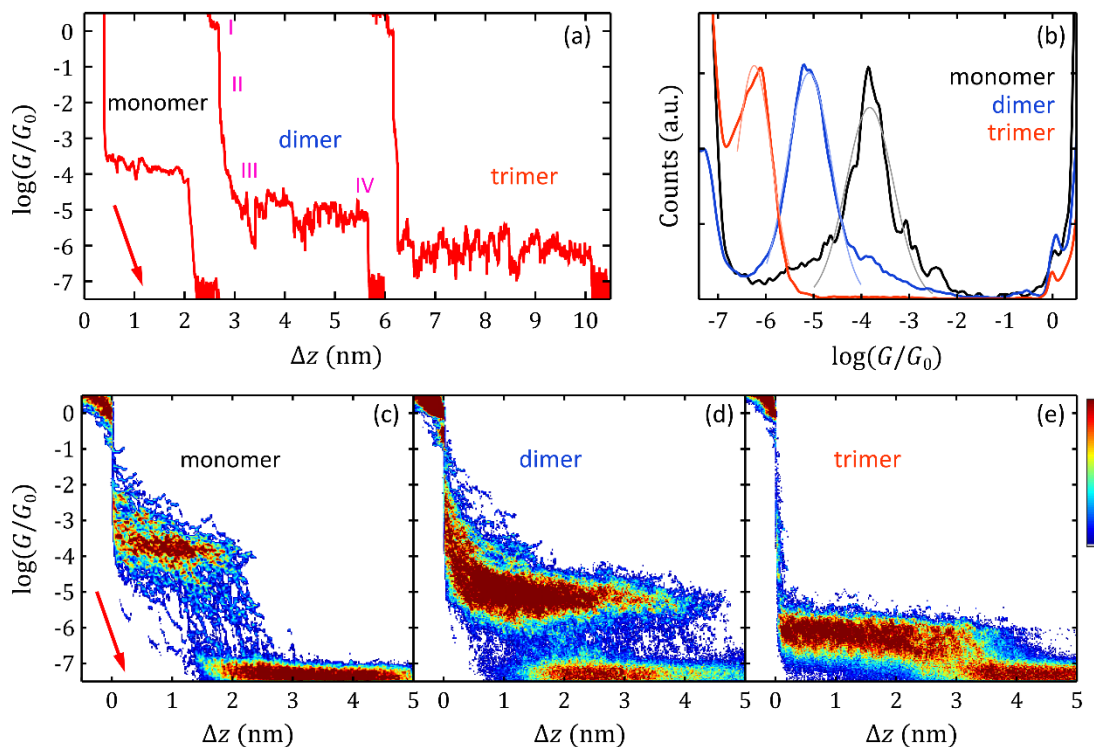 (a)
log(G/G₀)
0
-1
-2
-3
-4
-5
-6
-7
I
II
III
IV
monomer
dimer
trimer
0 1 2 3 4 5 6 7 8 9 10
Δz (nm)
(b)
Counts (a.u.)
monomer
dimer
trimer
-7 -6 -5 -4 -3 -2 -1 0
log(G/G₀)
(c)
log(G/G₀)
0
-1
-2
-3
-4
-5
-6
-7
monomer
0 1 2 3 4 5
Δz (nm)
(d)
dimer
0 1 2 3 4 5
Δz (nm)
(e)
trimer
0 1 2 3 4 5
Δz (nm)